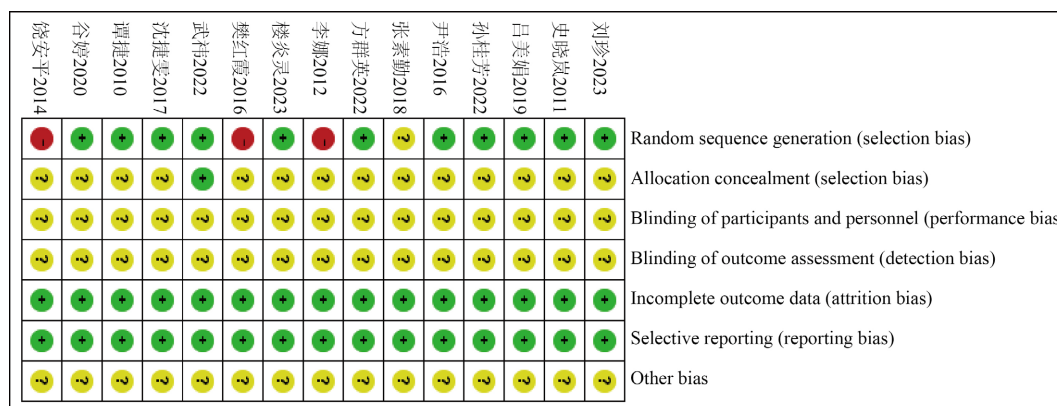 饶安平2014
谷婷2020
谭捷2010
沈捷雯2017
武祎2022
樊红霞2016
楼炎灵2023
李娜2012
方群英2022
张素勤2018
尹浩2016
孙桂芳2022
吕美娟2019
史晓岚2011
刘珍2023
- + + + + - + - + ? + + + + + Random sequence generation (selection bias)
? ? ? ? + ? ? ? ? ? ? ? ? ? ? Allocation concealment (selection bias)
? ? ? ? ? ? ? ? ? ? ? ? ? ? ? Blinding of participants and personnel (performance bias
? ? ? ? ? ? ? ? ? ? ? ? ? ? ? Blinding of outcome assessment (detection bias)
+ + + + + + + + + + + + + + + Incomplete outcome data (attrition bias)
+ + + + + + + + + + + + + + + Selective reporting (reporting bias)
? ? ? ? ? ? ? ? ? ? ? ? ? ? ? Other bias